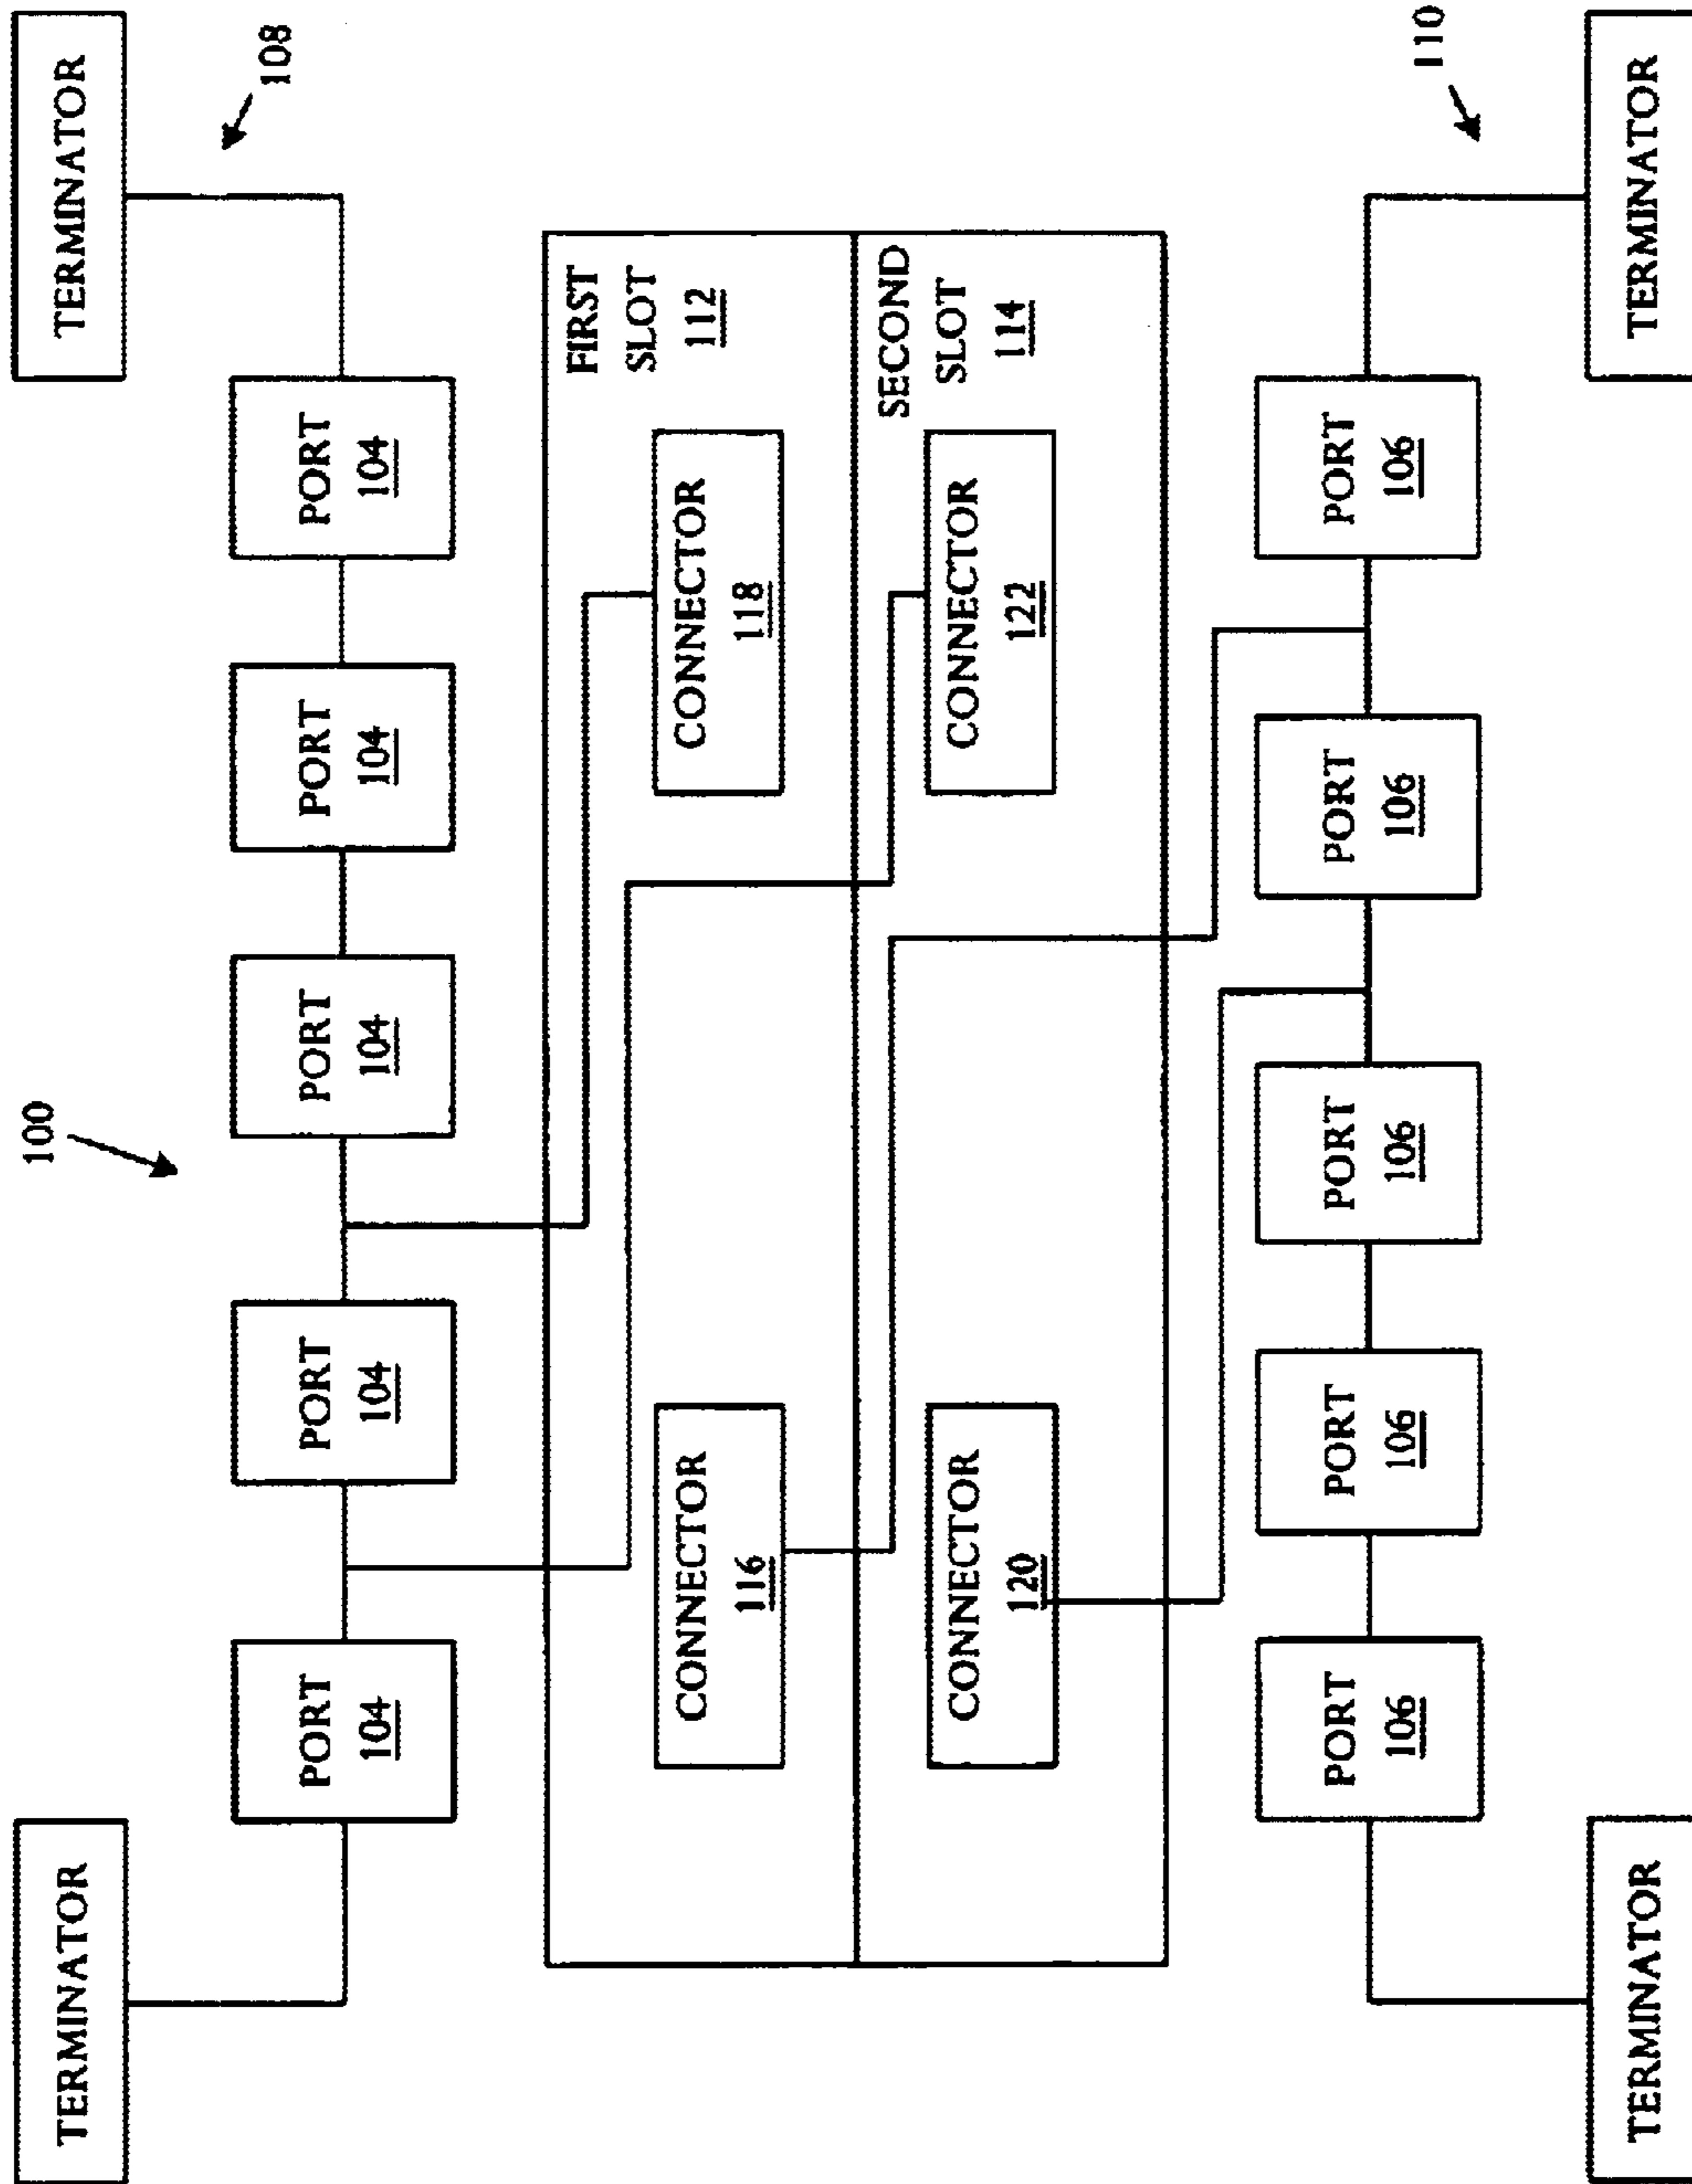 TERMINATOR
100
TERMINATOR
108
PORT
104
PORT
104
PORT
104
PORT
104
PORT
104
FIRST
SLOT
112
CONNECTOR
116
CONNECTOR
118
SECOND
SLOT
114
CONNECTOR
120
CONNECTOR
122
PORT
106
PORT
106
PORT
106
PORT
106
PORT
106
110
TERMINATOR
TERMINATOR